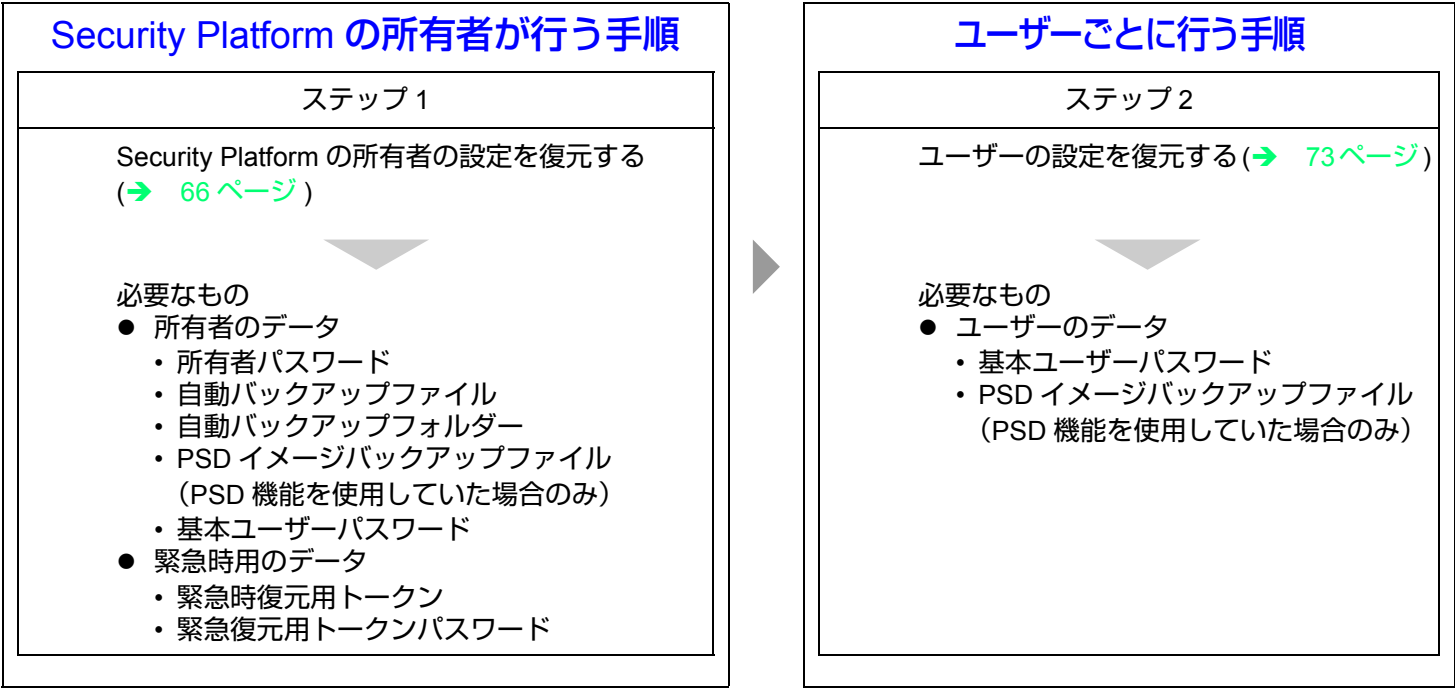 Security Platform の所有者が行う手順
ステップ 1
Security Platform の所有者の設定を復元する
(➔ 66 ページ )
必要なもの
● 所有者のデータ
・所有者パスワード
・自動バックアップファイル
・自動バックアップフォルダー
・PSD イメージバックアップファイル
（PSD 機能を使用していた場合のみ）
・基本ユーザーパスワード
● 緊急時用のデータ
・緊急時復元用トークン
・緊急復元用トークンパスワード
ユーザーごとに行う手順
ステップ 2
ユーザーの設定を復元する (➔ 73 ページ )
必要なもの
● ユーザーのデータ
・基本ユーザーパスワード
・PSD イメージバックアップファイル
（PSD 機能を使用していた場合のみ）